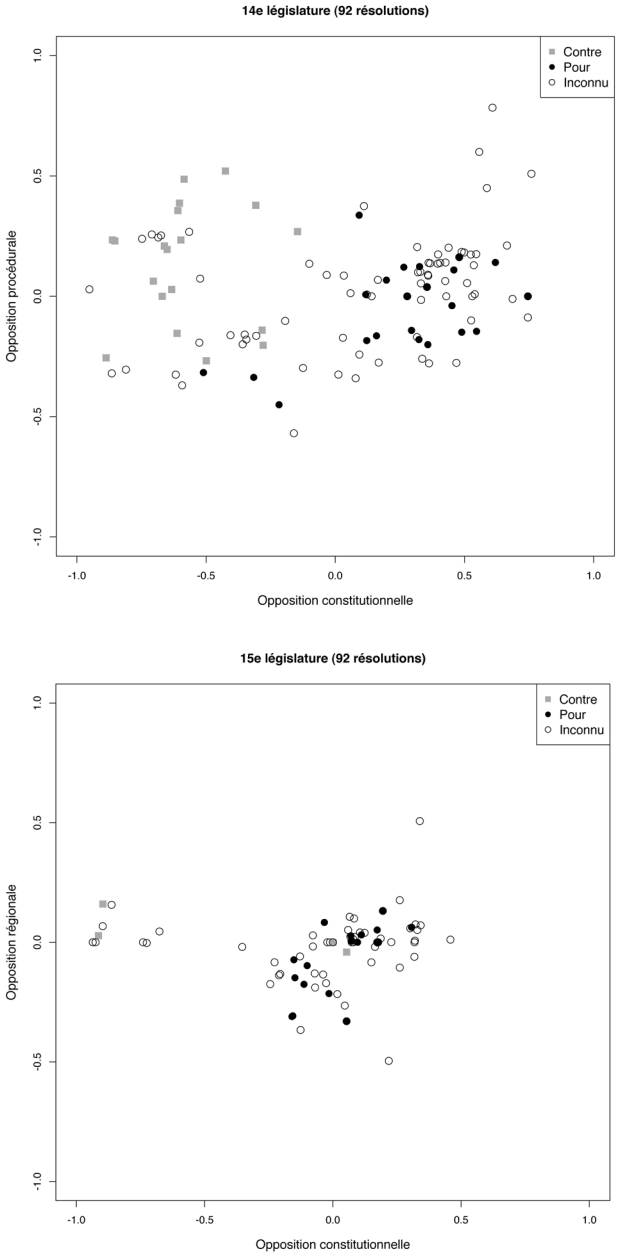 14e législature (92 résolutions)
Contre
Pour
Inconnu
1.0
0.5
0.0
-0.5
-1.0
Opposition procédurale
-1.0 -0.5 0.0 0.5 1.0
Opposition constitutionnelle
15e législature (92 résolutions)
Contre
Pour
Inconnu
1.0
0.5
0.0
-0.5
-1.0
Opposition régionale
-1.0 -0.5 0.0 0.5 1.0
Opposition constitutionnelle